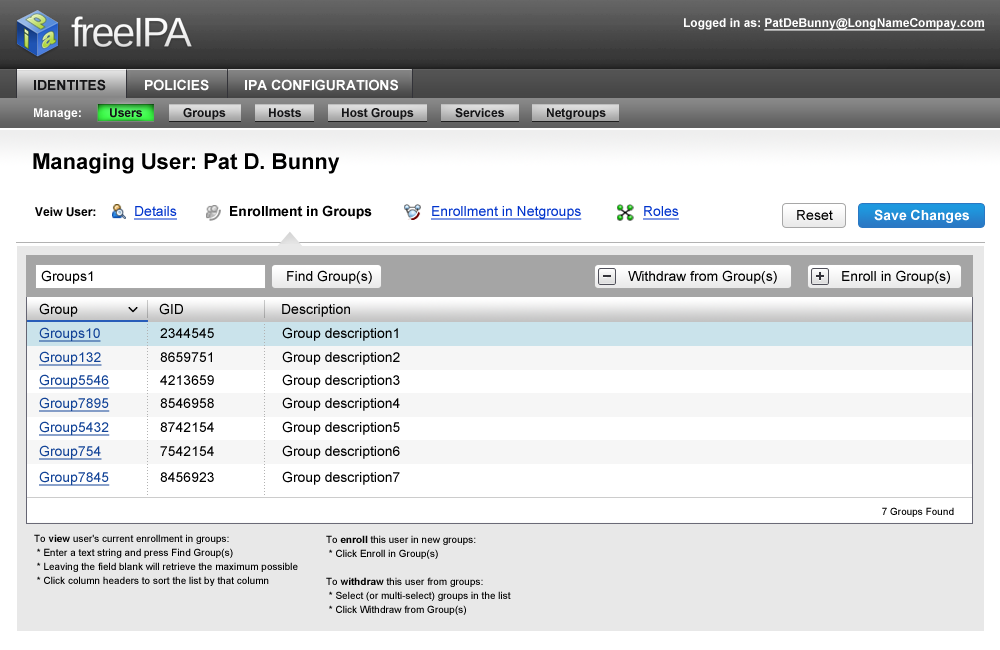 freeIPA
Logged in as: PatDeBunny@LongNameCompay.com
IDENTITES POLICIES IPA CONFIGURATIONS
Manage: Users Groups Hosts Host Groups Services Netgroups
Managing User: Pat D. Bunny
Veiw User: Details Enrollment in Groups Enrollment in Netgroups Roles Reset Save Changes
Groups1 Find Group(s) Withdraw from Group(s) Enroll in Group(s)
Group GID Description
Groups10 2344545 Group description1
Group132 8659751 Group description2
Group5546 4213659 Group description3
Group7895 8546958 Group description4
Group5432 8742154 Group description5
Group754 7542154 Group description6
Group7845 8456923 Group description7
7 Groups Found
To view user's current enrollment in groups:
* Enter a text string and press Find Group(s)
* Leaving the field blank will retrieve the maximum possible
* Click column headers to sort the list by that column
To enroll this user in new groups:
* Click Enroll in Group(s)
To withdraw this user from groups:
* Select (or multi-select) groups in the list
* Click Withdraw from Group(s)